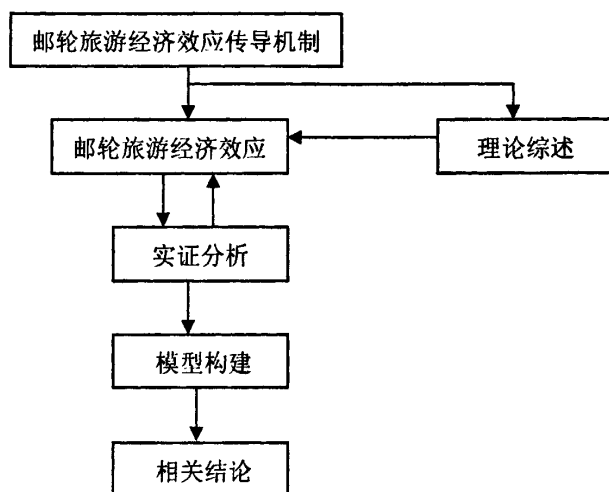 邮轮旅游经济效应传导机制
邮轮旅游经济效应
理论综述
实证分析
模型构建
相关结论